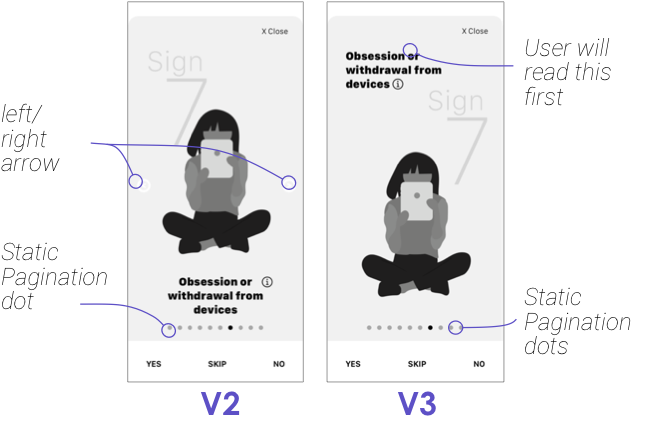 left/
right
arrow
Static
Pagination
dot
X Close
Sign
7
Obsession or
withdrawal from
devices
YES
SKIP
NO
V2
X Close
Obsession or
withdrawal from
devices
Sign
7
YES
SKIP
NO
V3
User will
read this
first
Static
Pagination
dots